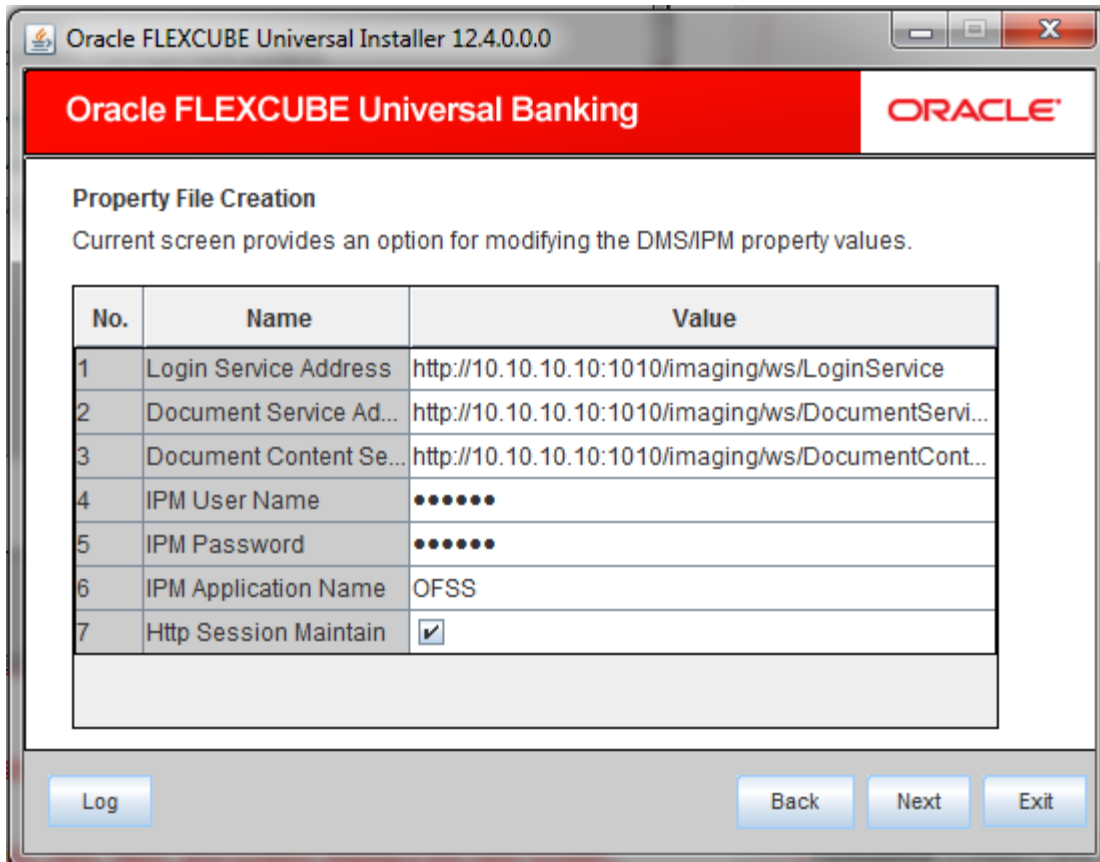 Oracle FLEXCUBE Universal Installer 12.4.0.0.0
Oracle FLEXCUBE Universal Banking
ORACLE
Property File Creation
Current screen provides an option for modifying the DMS/IPM property values.
No. Name Value
1 Login Service Address http://10.10.10.10:1010/imaging/ws/LoginService
2 Document Service Ad... http://10.10.10.10:1010/imaging/ws/DocumentServi...
3 Document Content Se... http://10.10.10.10:1010/imaging/ws/DocumentCont...
4 IPM User Name ●●●●●●
5 IPM Password ●●●●●●
6 IPM Application Name OFSS
7 Http Session Maintain
Log Back Next Exit